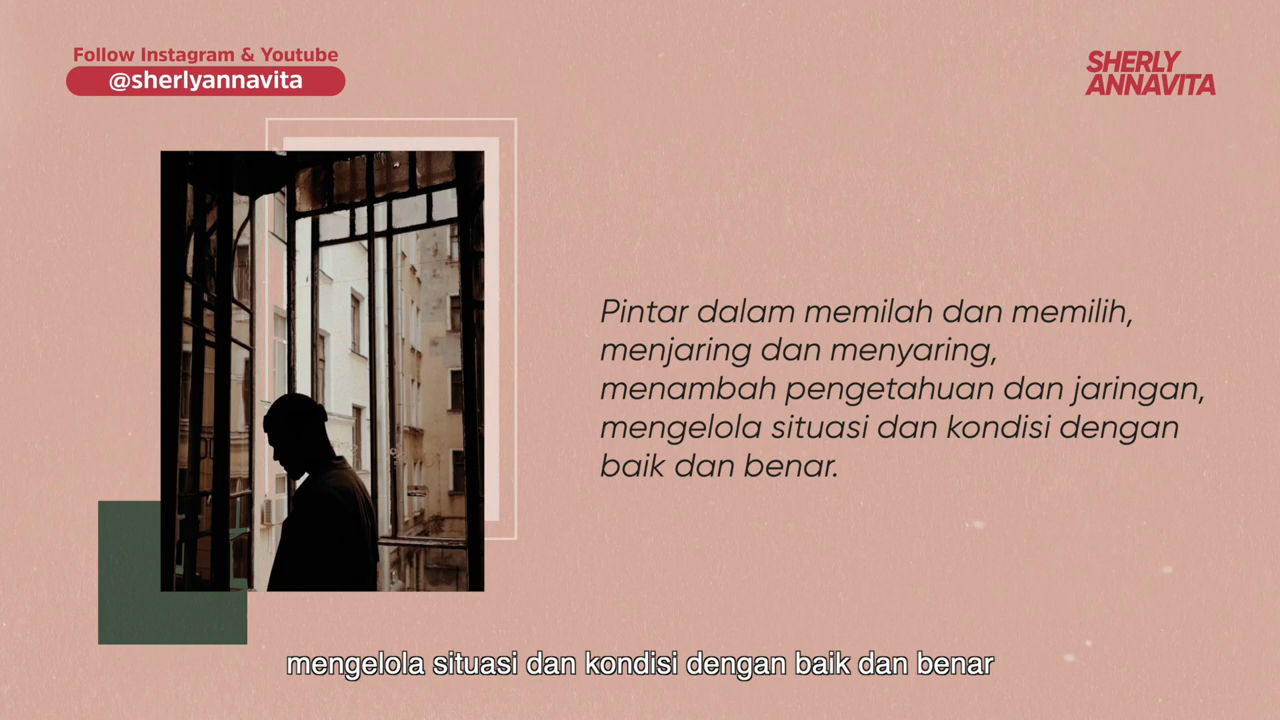 Follow Instagram & Youtube
@sherlyannavita
SHERLY
ANNAVITA
Pintar dalam memilah dan memilih,
menjaring dan menyaring,
menambah pengetahuan dan jaringan,
mengelola situasi dan kondisi dengan
baik dan benar.
mengelola situasi dan kondisi dengan baik dan benar